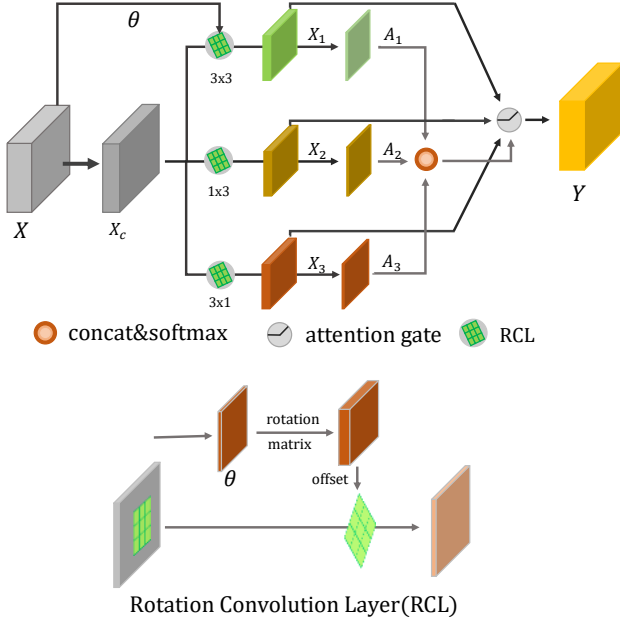 θ
X₁
A₁
3x3
X₂
A₂
1x3
X
X_c
Y
X₃
A₃
3x1
concat&softmax
attention gate
RCL
rotation
matrix
θ
offset
Rotation Convolution Layer(RCL)